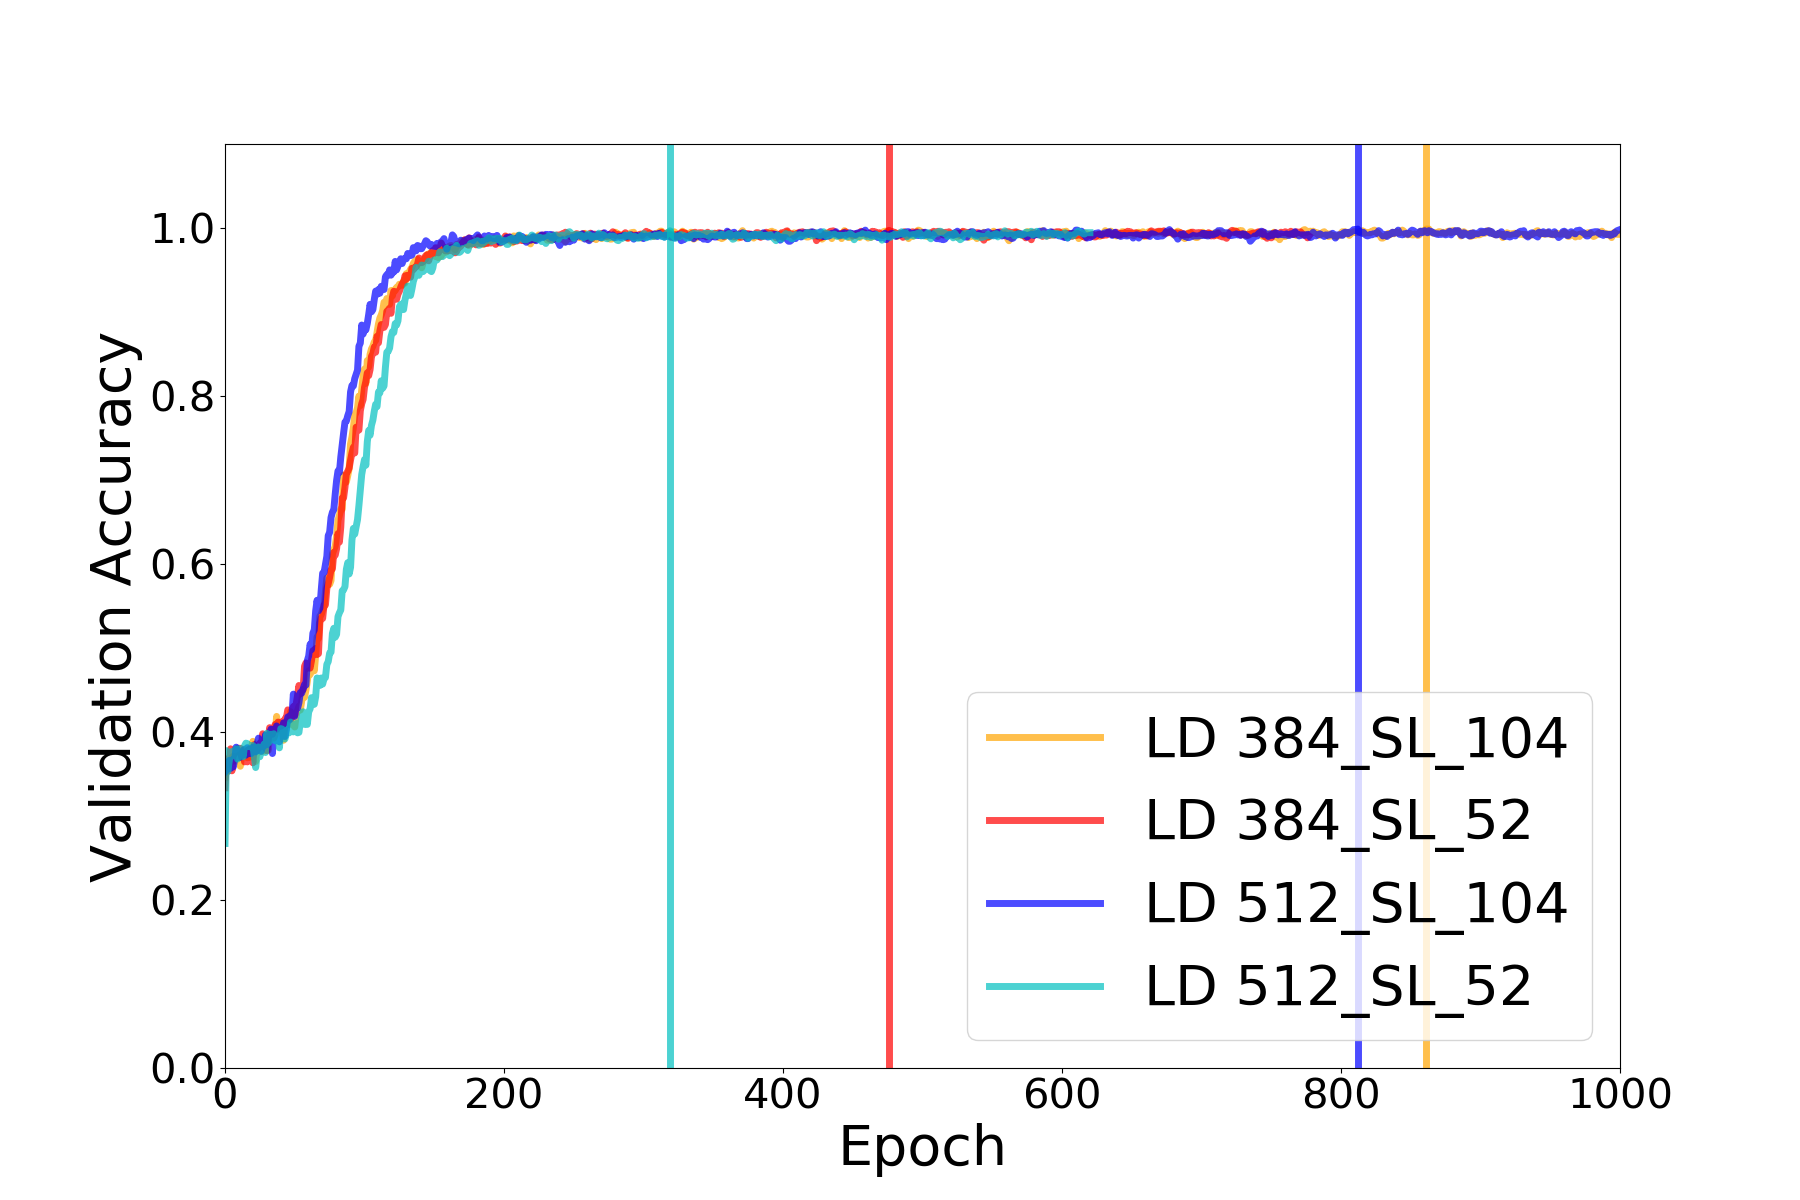 Validation Accuracy
1.0
0.8
0.6
0.4
0.2
0.0
0 200 400 600 800 1000
Epoch
LD 384_SL_104
LD 384_SL_52
LD 512_SL_104
LD 512_SL_52